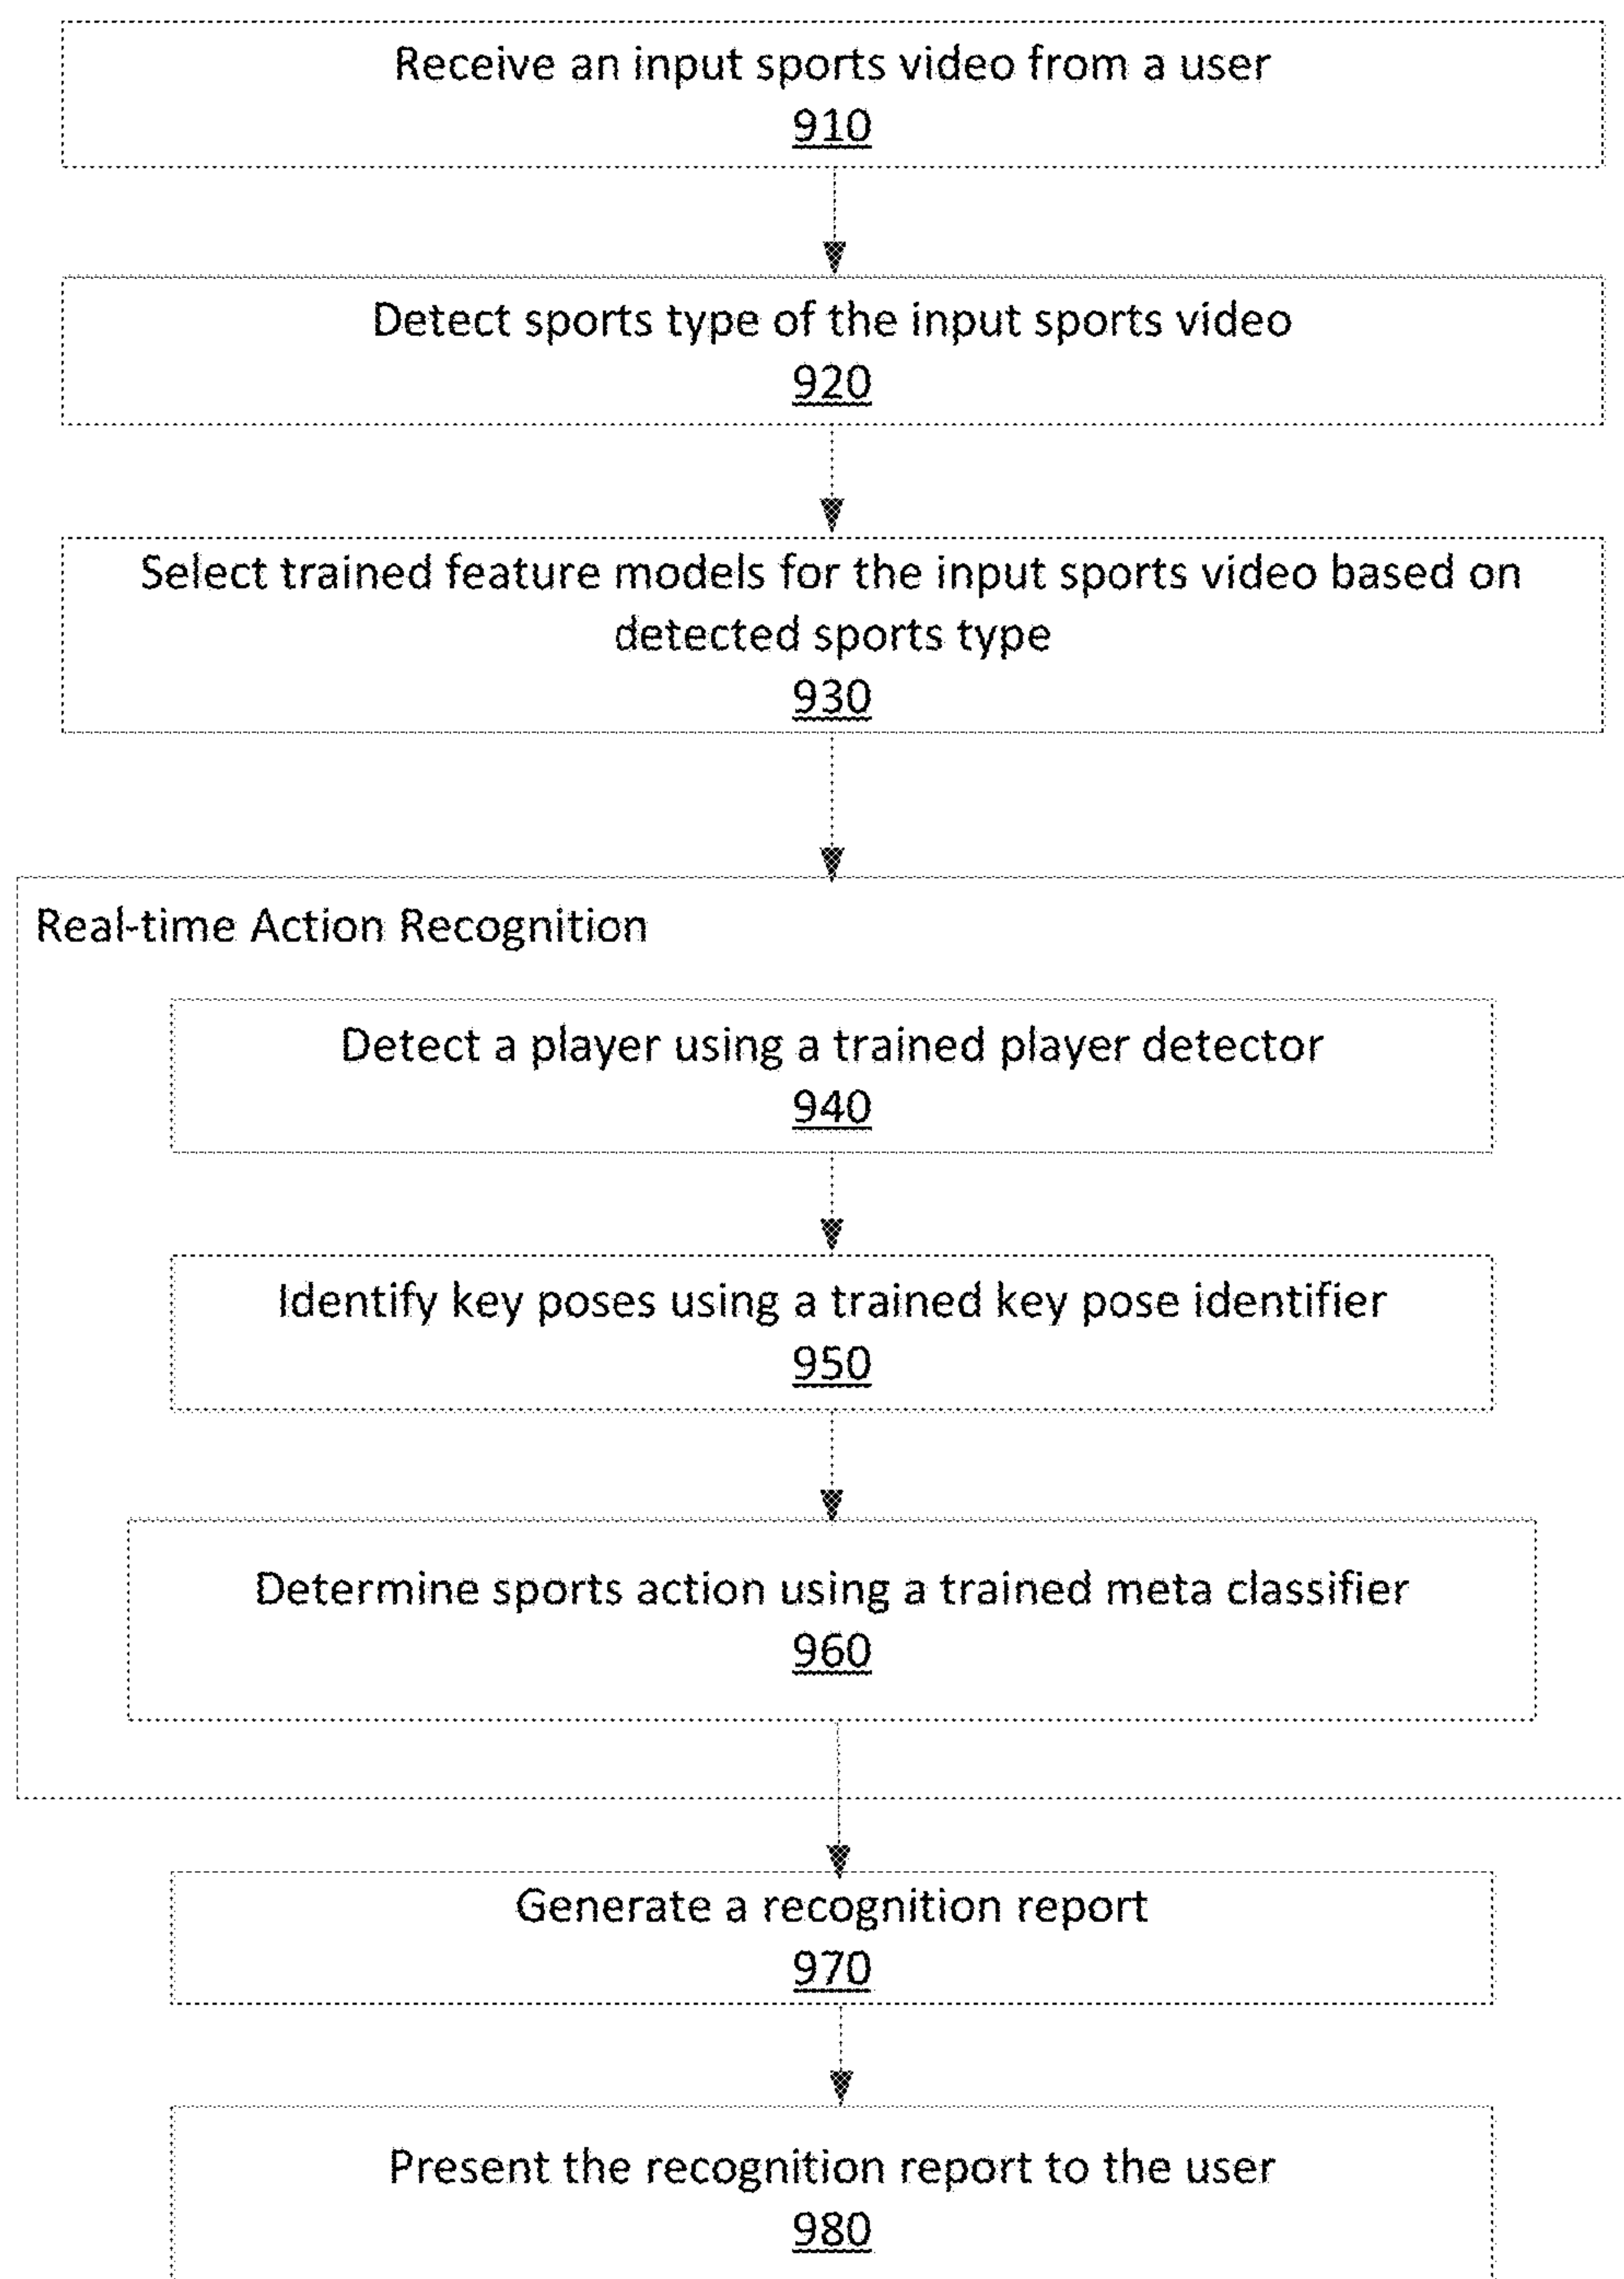 Receive an input sports video from a user
910
Detect sports type of the input sports video
920
Select trained feature models for the input sports video based on
detected sports type
930
Real-time Action Recognition
Detect a player using a trained player detector
940
Identify key poses using a trained key pose identifier
950
Determine sports action using a trained meta classifier
960
Generate a recognition report
970
Present the recognition report to the user
980